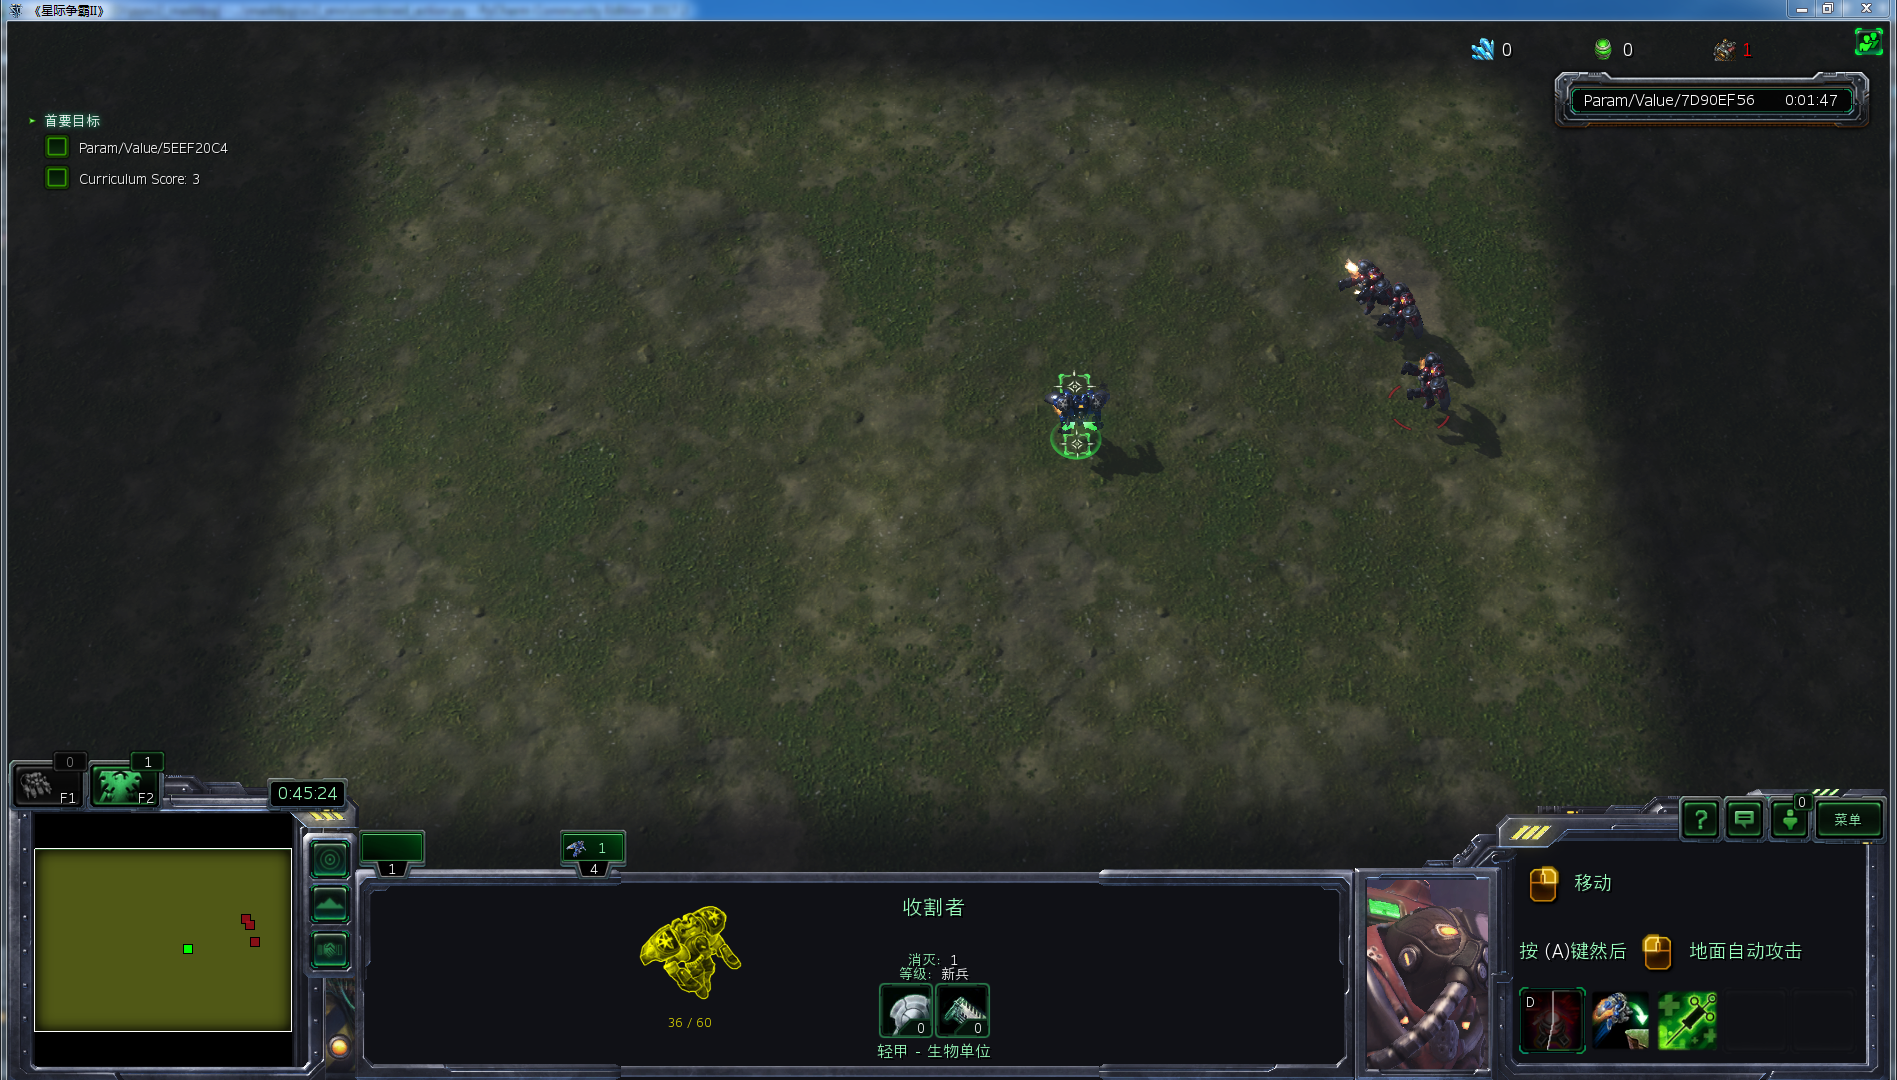 《星际争霸II》
0
0
1
Param/Value/7D90EF56 0:01:47
首要目标
Param/Value/5EEF20C4
Curriculum Score: 3
0
F1
1
F2
0:45:24
1
1
4
收割者
消灭: 1
等级: 新兵
0
0
轻甲 - 生物单位
36 / 60
?
0
菜单
移动
按 (A)键然后 地面自动攻击
D